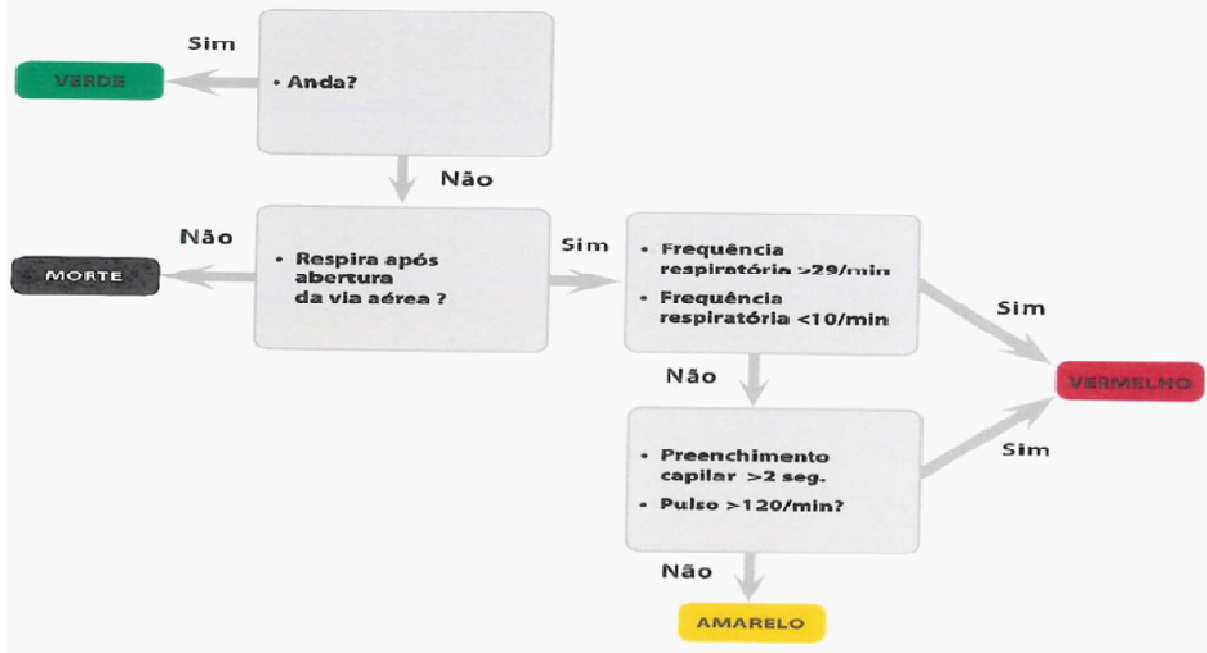 Sim
VERDE
• Anda?
Não
Não
MORTE
• Respira após
abertura
da via aérea ?
Sim
• Frequência
respiratória >29/min
• Frequência
respiratória <10/min
Sim
Não
VERMELHO
• Preenchimento
capilar >2 seg.
• Pulso >120/min?
Sim
Não
AMARELO